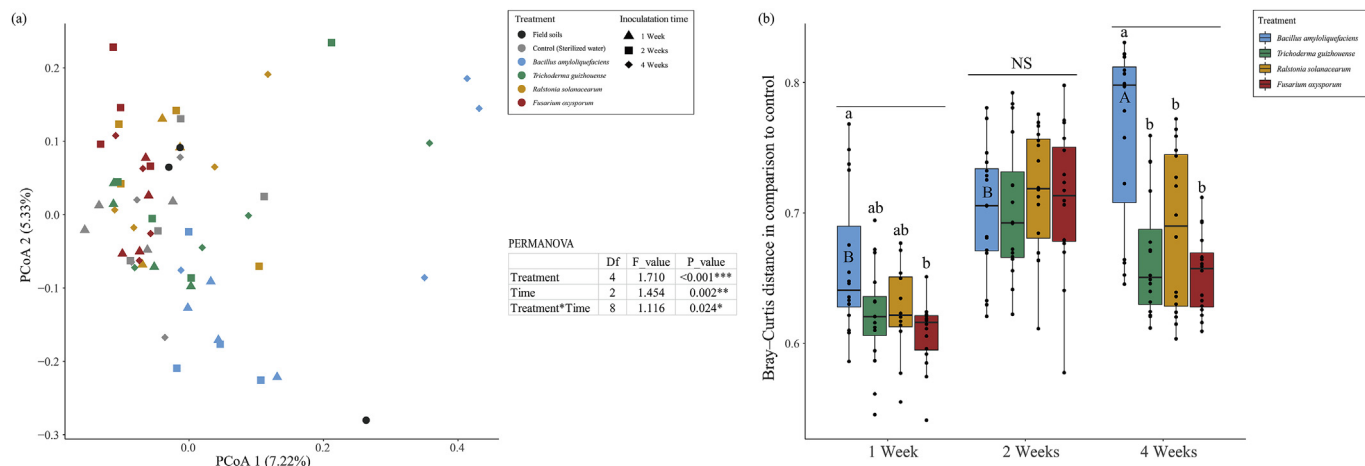 (a)
Treatment
Field soils
Control (Sterilized water)
Bacillus amyloliquefaciens
Trichoderma guizhouense
Ralstonia solanacearum
Fusarium oxysporum
Inoculatation time
1 Week
2 Weeks
4 Weeks
0.2
0.1
0.0
−0.1
−0.2
−0.3
PCoA 2 (5.33%)
0.0
0.2
0.4
PCoA 1 (7.22%)
PERMANOVA
Df F_value P_value
Treatment 4 1.710 <0.001***
Time 2 1.454 0.002**
Treatment*Time 8 1.116 0.024*
(b)
Treatment
Bacillus amyloliquefaciens
Trichoderma guizhouense
Ralstonia solanacearum
Fusarium oxysporum
0.8
0.7
0.6
Bray–Curtis distance in comparison to control
a
B
ab
ab
b
NS
B
a
A
b
b
b
1 Week
2 Weeks
4 Weeks